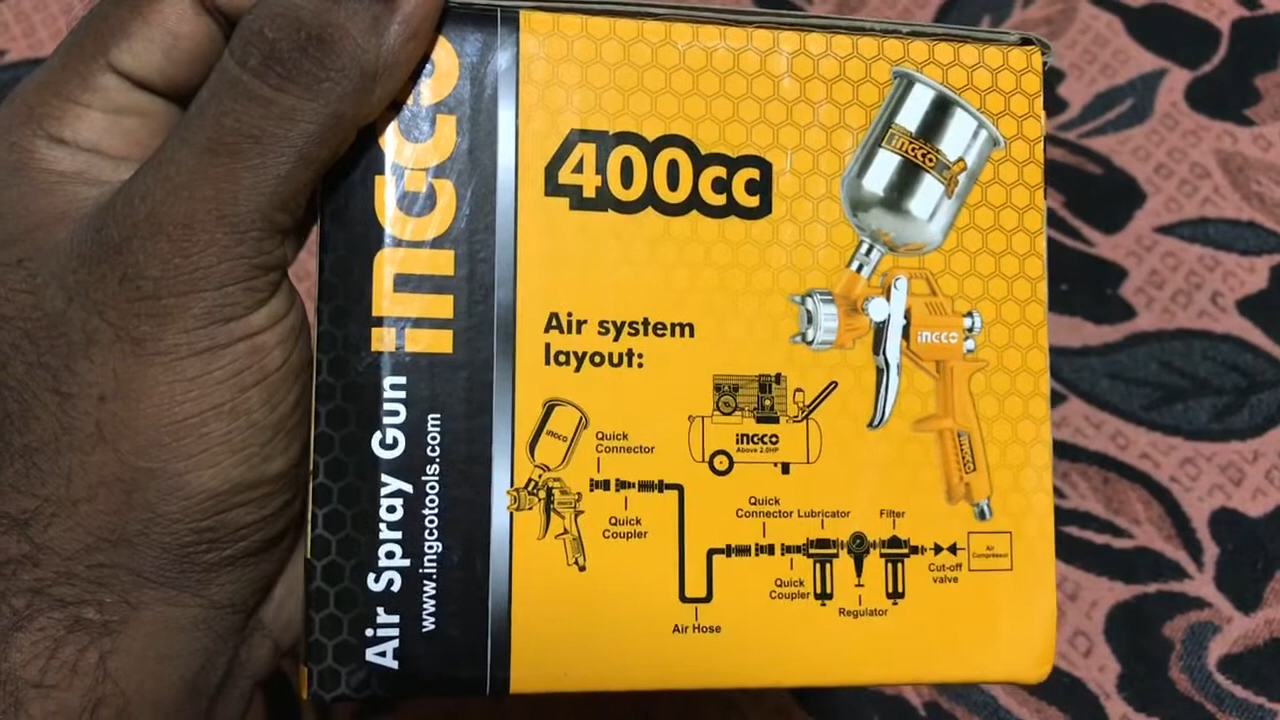 INGCO
Air Spray Gun
www.ingcotools.com
400cc
INGCO
INGCO
INGCO
Air system
layout:
INGCO
Above 2.0HP
INGCO
Quick
Connector
Quick
Coupler
Air Hose
Quick
Connector
Lubricator
Filter
Quick
Coupler
Regulator
Cut-off
valve
Air
Compressor